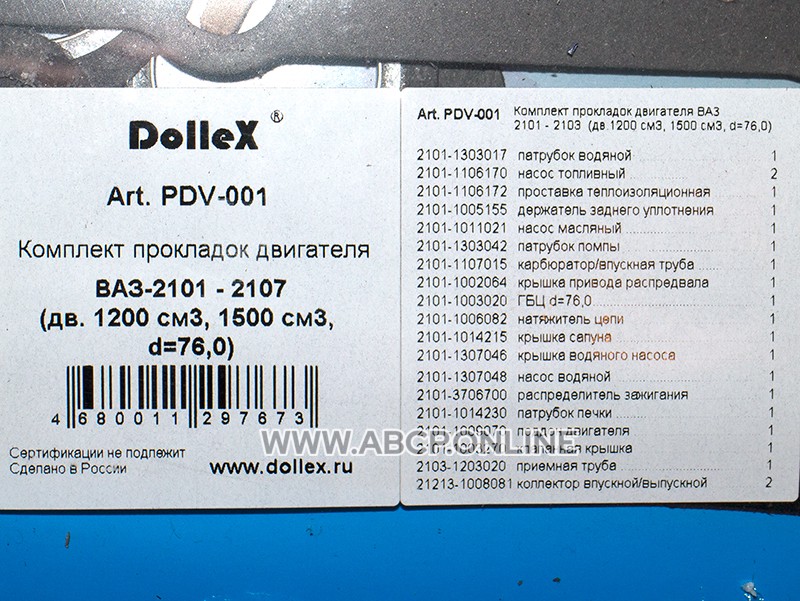 DolleX ®
Art. PDV-001
Комплект прокладок двигателя
ВАЗ-2101 - 2107
(дв. 1200 см3, 1500 см3,
d=76,0)
4 680011 297673
Сертификации не подлежит
Сделано в России
www.dollex.ru
Art. PDV-001 Комплект прокладок двигателя ВАЗ
2101 - 2103 (дв.1200 см3, 1500 см3, d=76,0)
2101-1303017 патрубок водяной 1
2101-1106170 насос топливный 2
2101-1106172 проставка теплоизоляционная 1
2101-1005155 держатель заднего уплотнения 1
2101-1011021 насос масляный 1
2101-1303042 патрубок помпы 1
2101-1107015 карбюратор/впускная труба 1
2101-1002064 крышка привода распредвала 1
2101-1003020 ГБЦ d=76,0 1
2101-1006082 натяжитель цепи 1
2101-1014215 крышка сапуна 1
2101-1307046 крышка водяного насоса 1
2101-1307048 насос водяной 1
2101-3706700 распределитель зажигания 1
2101-1014230 патрубок печки 1
2101-1009070 поддон двигателя 1
2101-1003270 клапанная крышка 1
2103-1203020 приемная труба 1
21213-1008081 коллектор впускной/выпускной 2
WWW.ABCPONLINE